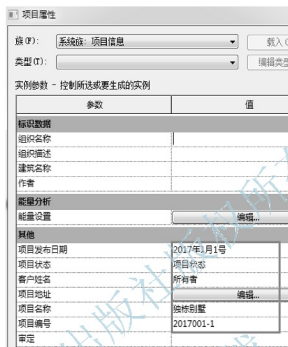 项目属性
族(F): 系统族: 项目信息 载入(
类型(T): 编辑类型
实例参数 - 控制所选或要生成的实例
参数 值
标识数据
组织名称
组织描述
建筑名称
作者
能量分析
能量设置 编辑...
其他
项目发布日期 2017年3月1号
项目状态 项目状态
客户姓名 所有者
项目地址 编辑...
项目名称 独栋别墅
项目编号 2017001-1
审定